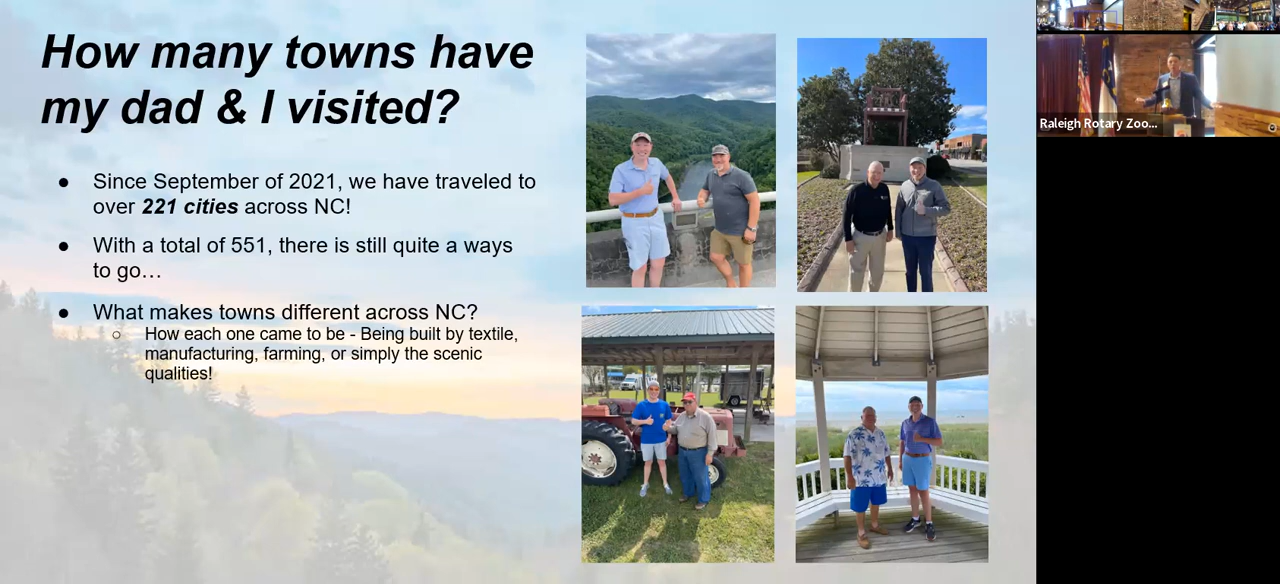 How many towns have
my dad & I visited?
● Since September of 2021, we have traveled to
over 221 cities across NC!
● With a total of 551, there is still quite a ways
to go…
● What makes towns different across NC?
○ How each one came to be - Being built by textile,
manufacturing, farming, or simply the scenic
qualities!
Raleigh Rotary Zoo...